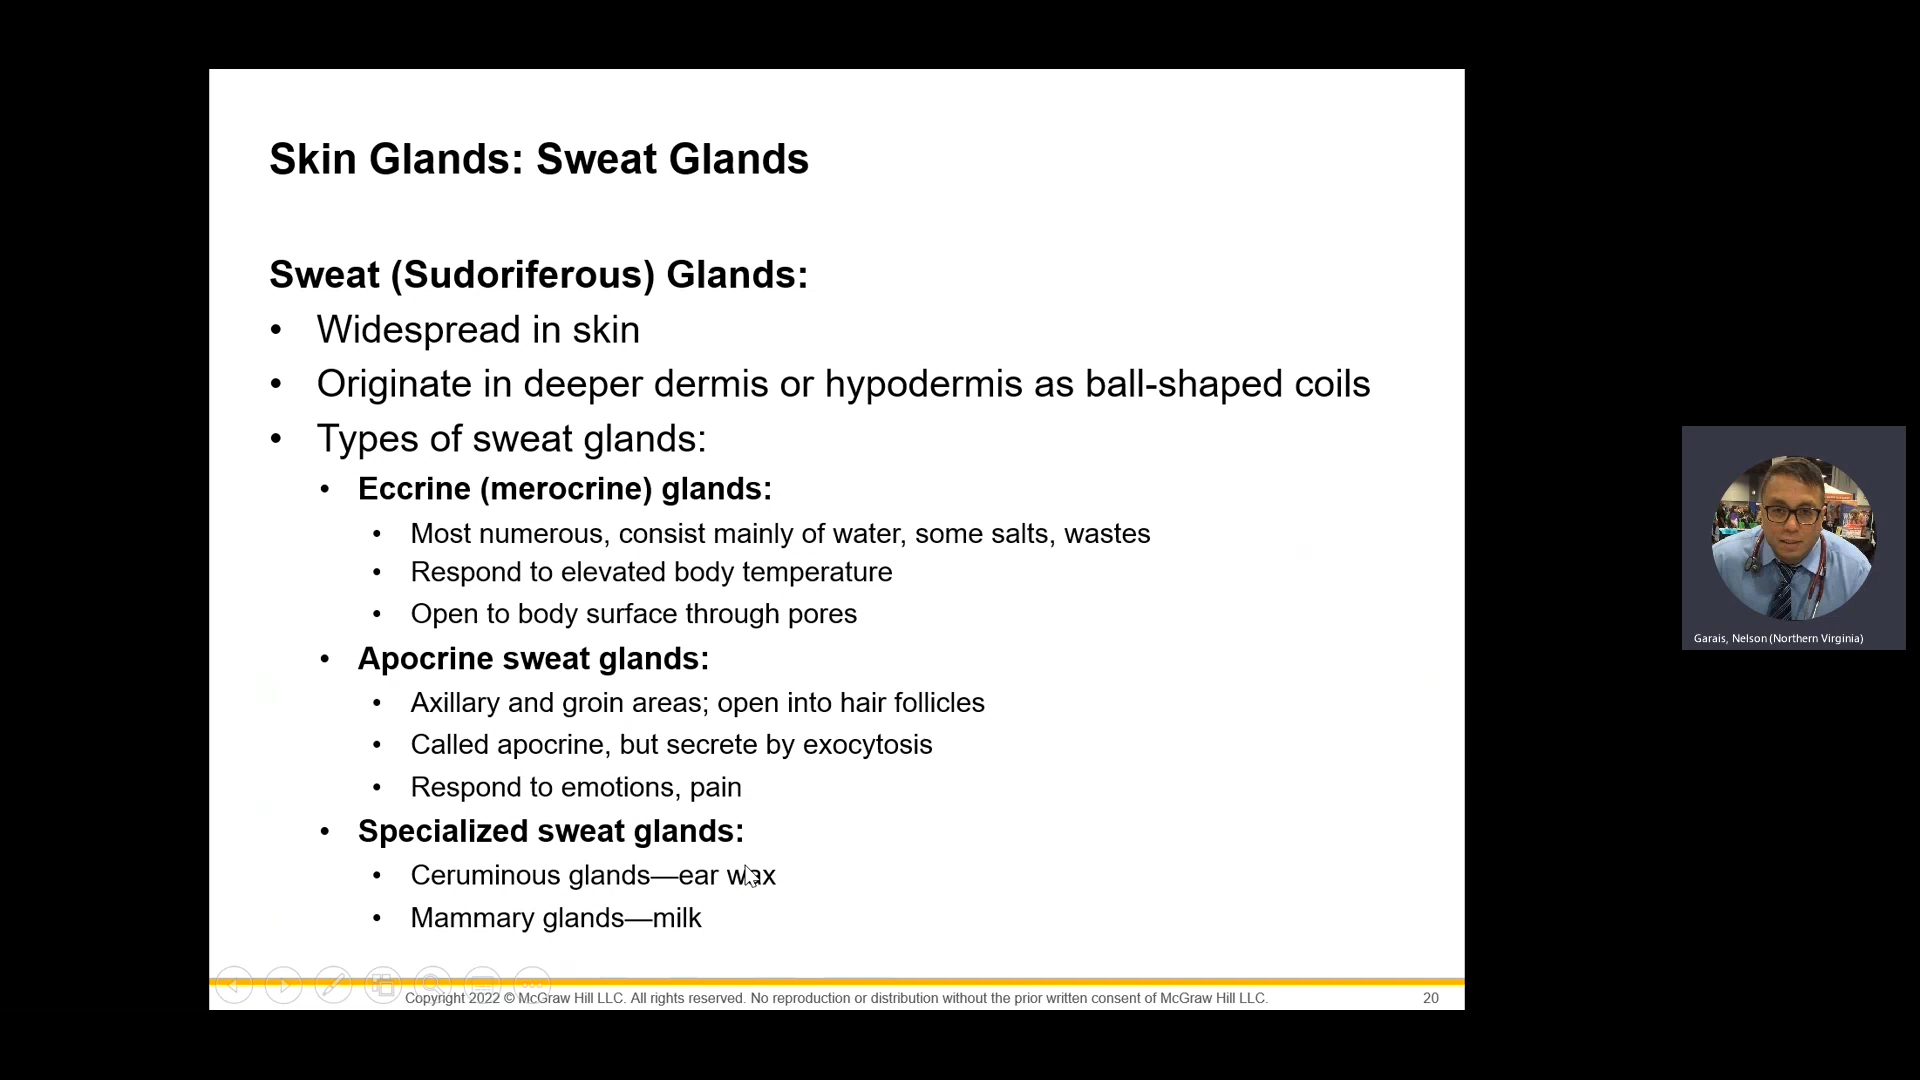 Skin Glands: Sweat Glands
Sweat (Sudoriferous) Glands:
• Widespread in skin
• Originate in deeper dermis or hypodermis as ball-shaped coils
• Types of sweat glands:
• Eccrine (merocrine) glands:
• Most numerous, consist mainly of water, some salts, wastes
• Respond to elevated body temperature
• Open to body surface through pores
• Apocrine sweat glands:
• Axillary and groin areas; open into hair follicles
• Called apocrine, but secrete by exocytosis
• Respond to emotions, pain
• Specialized sweat glands:
• Ceruminous glands—ear wax
• Mammary glands—milk
Copyright 2022 © McGraw Hill LLC. All rights reserved. No reproduction or distribution without the prior written consent of McGraw Hill LLC.
20
Garais, Nelson (Northern Virginia)